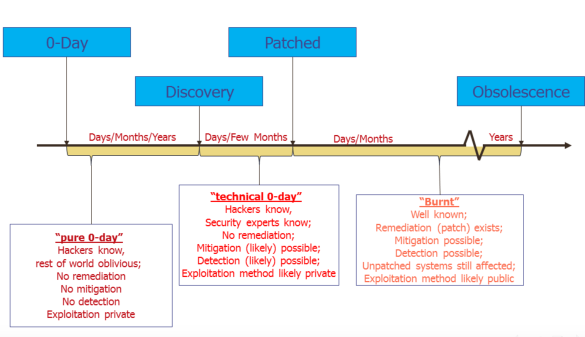 0-Day
Patched
Discovery
Obsolescence
Days/Months/Years
Days/Few Months
Days/Months
Years
"pure 0-day"
Hackers know,
rest of world oblivious;
No remediation
No mitigation
No detection
Exploitation private
"technical 0-day"
Hackers know,
Security experts know;
No remediation;
Mitigation (likely) possible;
Detection (likely) possible;
Exploitation method likely private
"Burnt"
Well known;
Remediation (patch) exists;
Mitigation possible;
Detection possible;
Unpatched systems still affected;
Exploitation method likely public